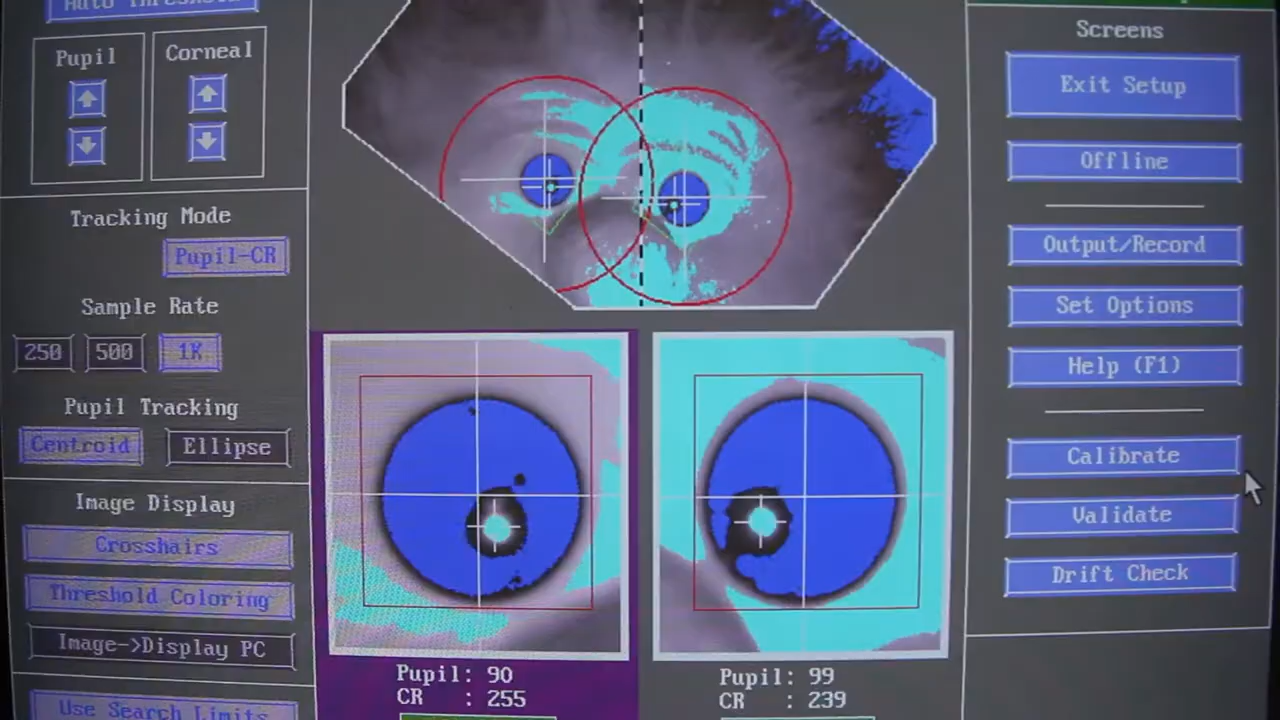 Auto Threshold
Pupil
Corneal
Tracking Mode
Pupil-CR
Sample Rate
250
500
1K
Pupil Tracking
Centroid
Ellipse
Image Display
Crosshairs
Threshold Coloring
Image->Display PC
Use Search Limits
Pupil: 90
CR : 255
Pupil: 99
CR : 239
Screens
Exit Setup
Offline
Output/Record
Set Options
Help (F1)
Calibrate
Validate
Drift Check